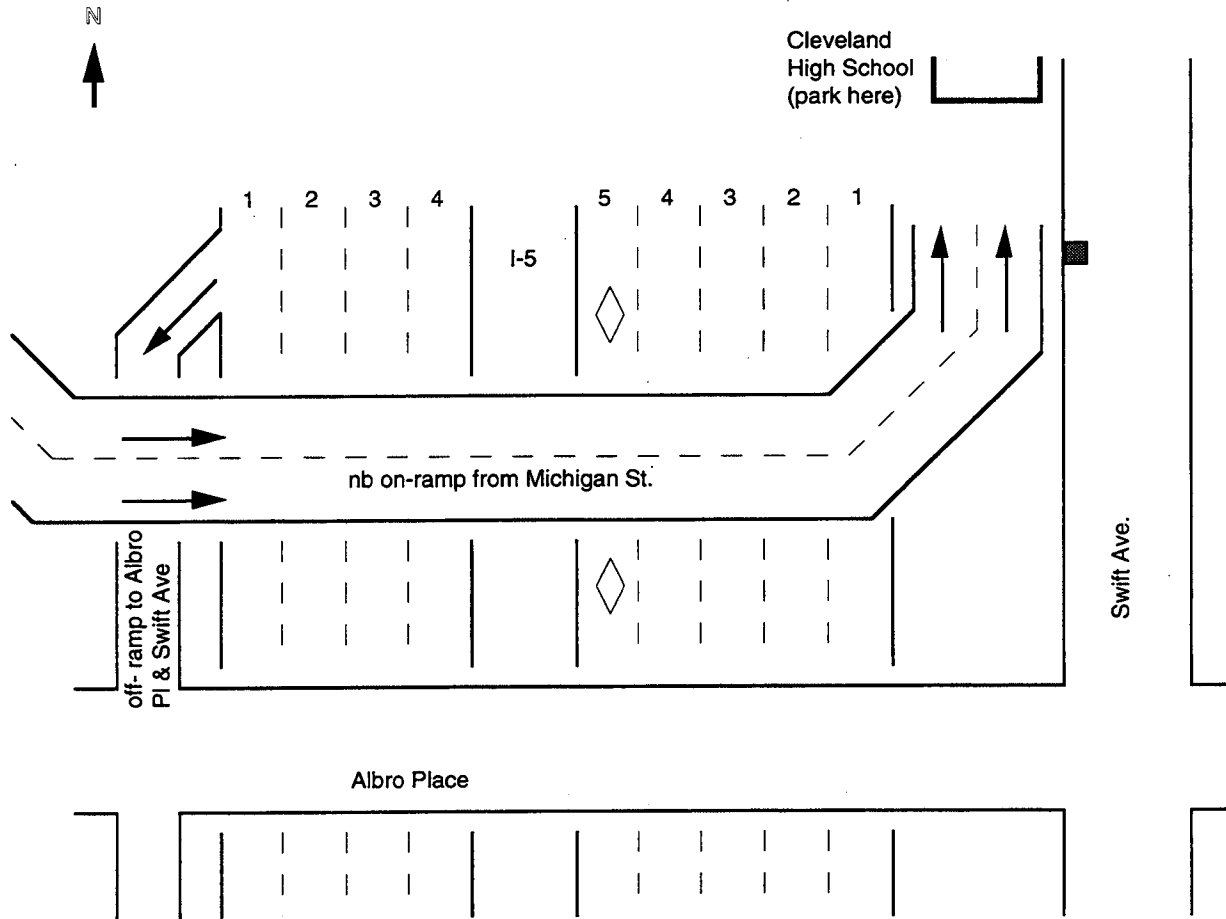 N
Cleveland
High School
(park here)
1 2 3 4 5 4 3 2 1
I-5
nb on-ramp from Michigan St.
off- ramp to Albro
Pl & Swift Ave
Swift Ave.
Albro Place